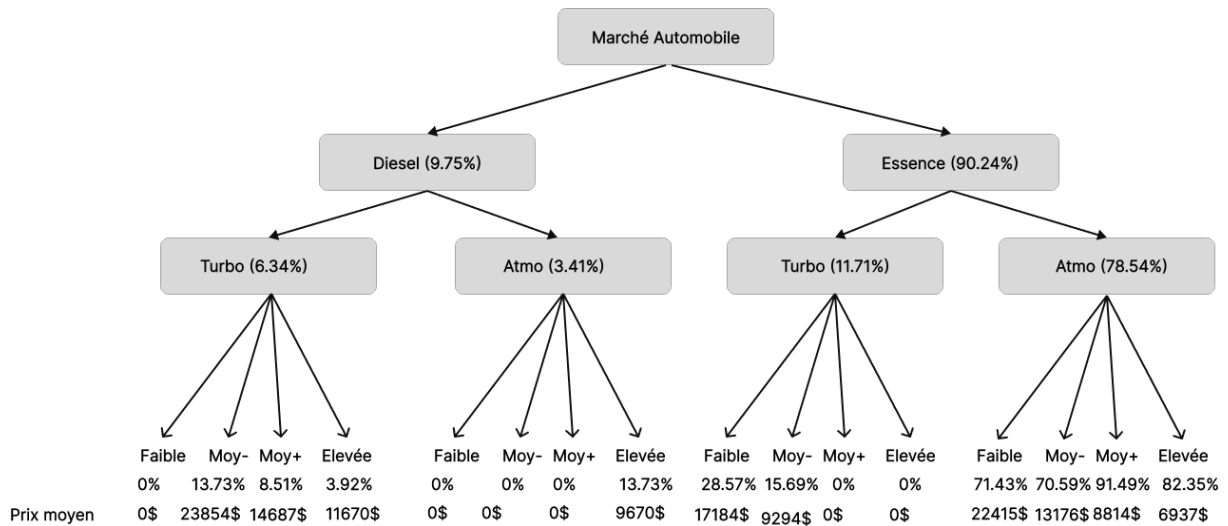 Marché Automobile
Diesel (9.75%) Essence (90.24%)
Turbo (6.34%) Atmo (3.41%) Turbo (11.71%) Atmo (78.54%)
Faible Moy- Moy+ Elevée Faible Moy- Moy+ Elevée Faible Moy- Moy+ Elevée Faible Moy- Moy+ Elevée
0% 13.73% 8.51% 3.92% 0% 0% 0% 13.73% 28.57% 15.69% 0% 0% 71.43% 70.59% 91.49% 82.35%
Prix moyen 0$ 23854$ 14687$ 11670$ 0$ 0$ 0$ 9670$ 17184$ 9294$ 0$ 0$ 22415$ 13176$ 8814$ 6937$